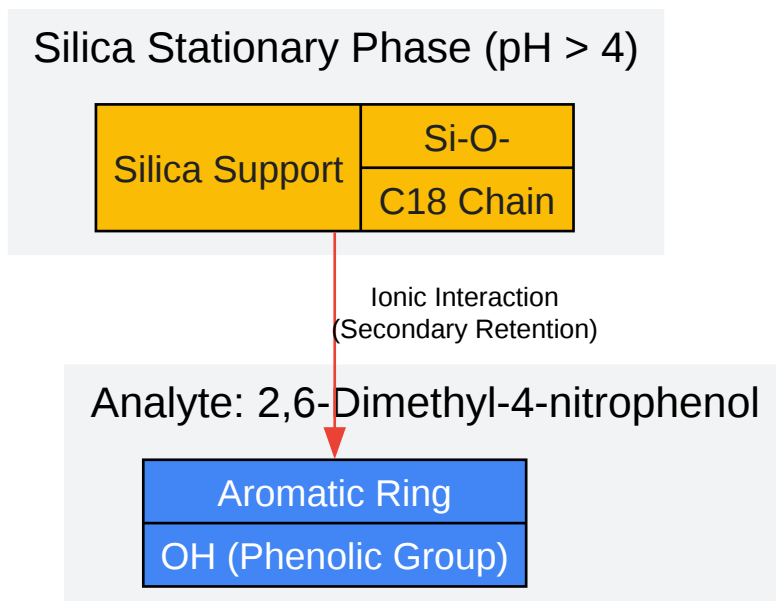 Silica Stationary Phase (pH > 4)
Silica Support
Si-O-
C18 Chain
Ionic Interaction
(Secondary Retention)
Analyte: 2,6-Dimethyl-4-nitrophenol
Aromatic Ring
OH (Phenolic Group)